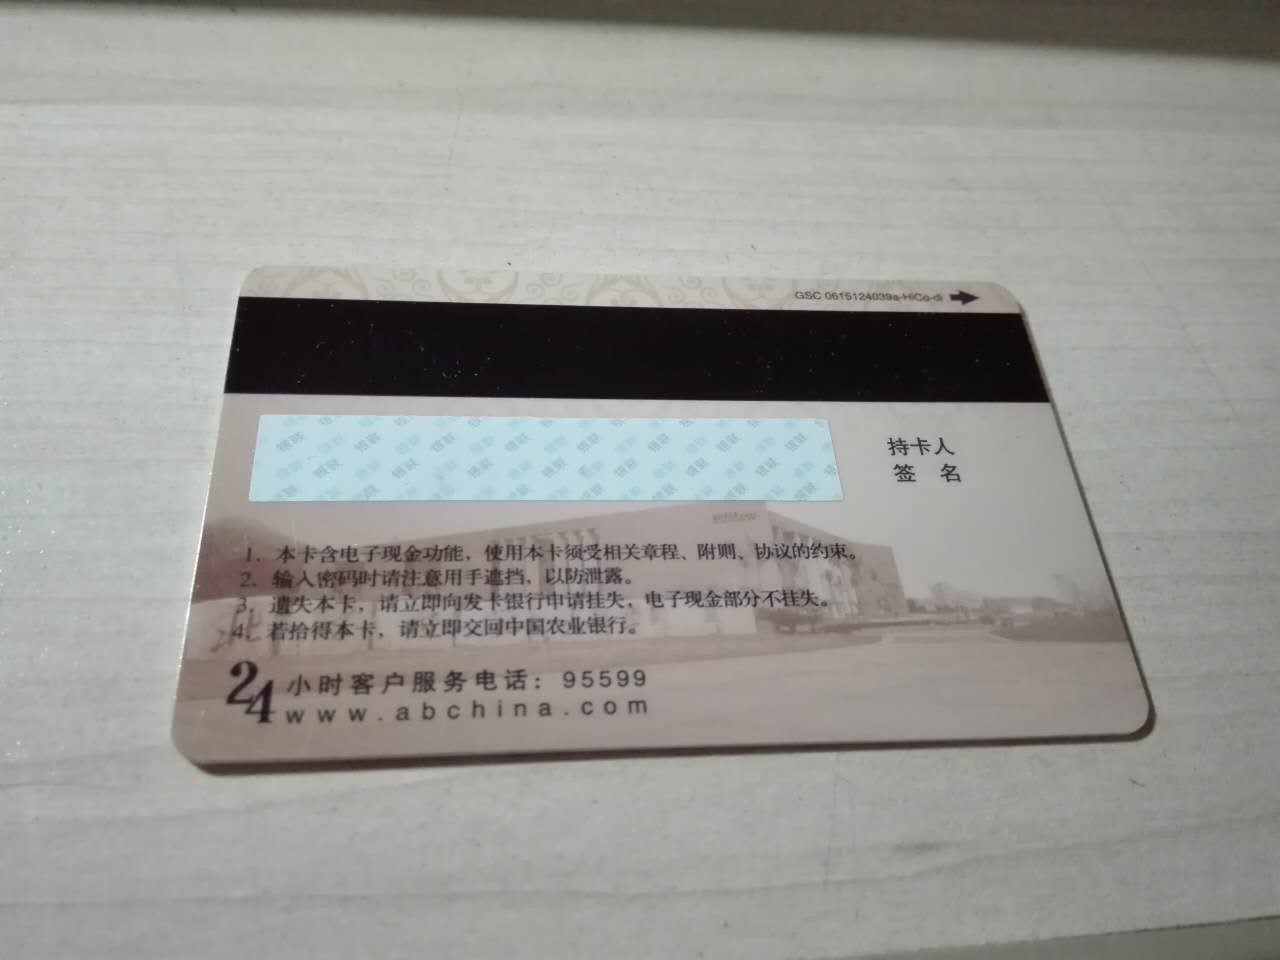 GSC 0615124039a-HiCo-di
持卡人
签 名
1. 本卡含电子现金功能，使用本卡须受相关章程、附则、协议的约束。
2. 输入密码时请注意用手遮挡，以防泄露。
3. 遗失本卡，请立即向发卡银行申请挂失，电子现金部分不挂失。
4. 若拾得本卡，请立即交回中国农业银行。
24小时客户服务电话：95599
www.abchina.com